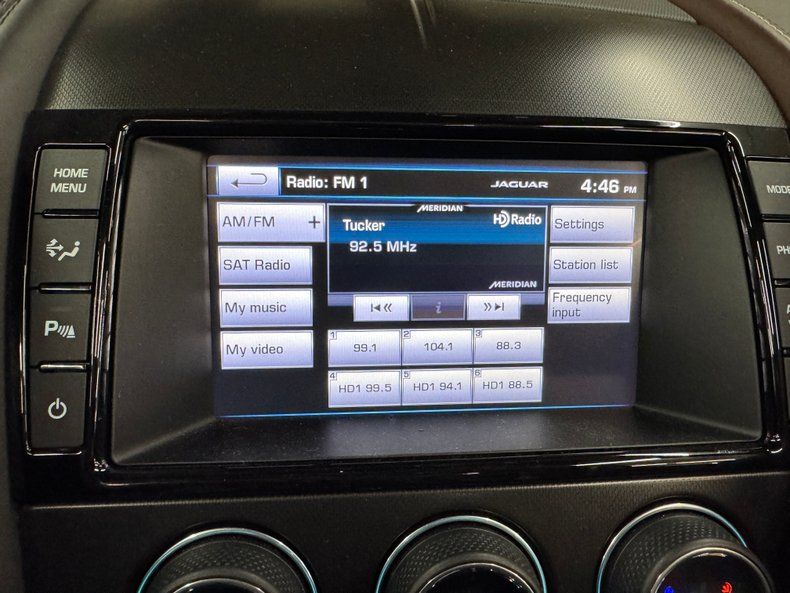 HOME
MENU
Radio: FM 1
JAGUAR
4:46 PM
MODE
PH
AM/FM +
MERIDIAN
Tucker
HD Radio
92.5 MHz
MERIDIAN
Settings
SAT Radio
Station list
My music
i
Frequency
input
My video
1 99.1
2 104.1
3 88.3
4 HD1 99.5
5 HD1 94.1
6 HD1 88.5
P